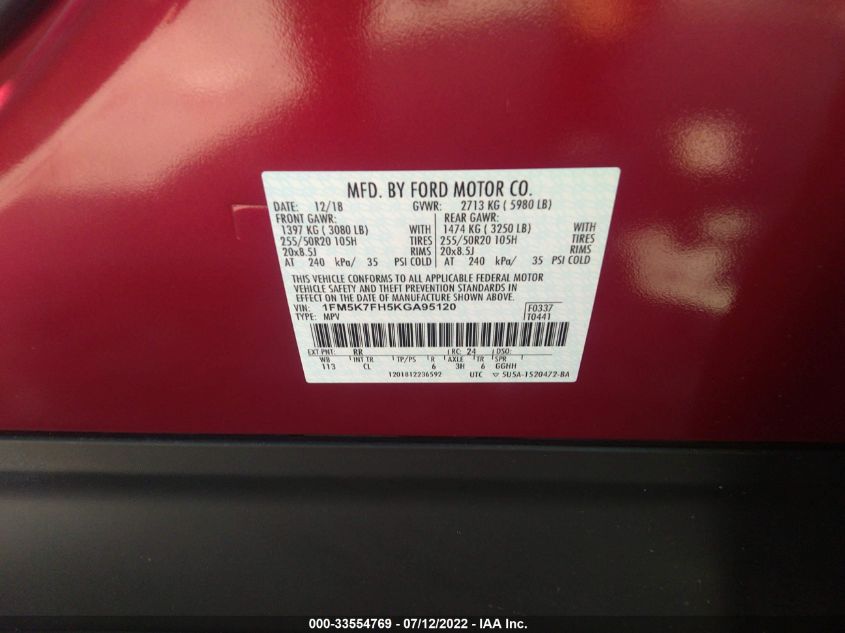 MFD. BY FORD MOTOR CO.
DATE: 12/18 GVWR: 2713 KG ( 5980 LB)
FRONT GAWR: REAR GAWR:
1397 KG ( 3080 LB) WITH 1474 KG ( 3250 LB) WITH
255/50R20 105H TIRES 255/50R20 105H TIRES
20x8.5J RIMS 20x8.5J RIMS
AT 240 kPa/ 35 PSI COLD AT 240 kPa/ 35 PSI COLD
THIS VEHICLE CONFORMS TO ALL APPLICABLE FEDERAL MOTOR
VEHICLE SAFETY AND THEFT PREVENTION STANDARDS IN
EFFECT ON THE DATE OF MANUFACTURE SHOWN ABOVE.
VIN: 1FM5K7FH5KGA95120 F0337
TYPE: MPV T0441
EXT PNT: RR RC: 24 DSO:
WB INT TR TP/PS R AXLE TR SPR
113 CL 6 3H 6 GGHH
1201812236592 UTC ▽ 5USA-1520472-BA
000-33554769 - 07/12/2022 - IAA Inc.